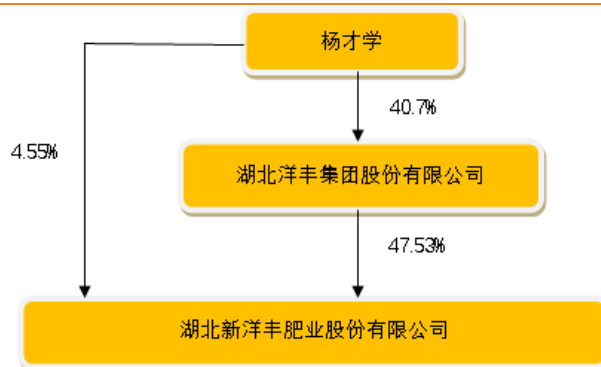 杨才学
40.7%
4.55%
湖北洋丰集团股份有限公司
47.53%
湖北新洋丰肥业股份有限公司